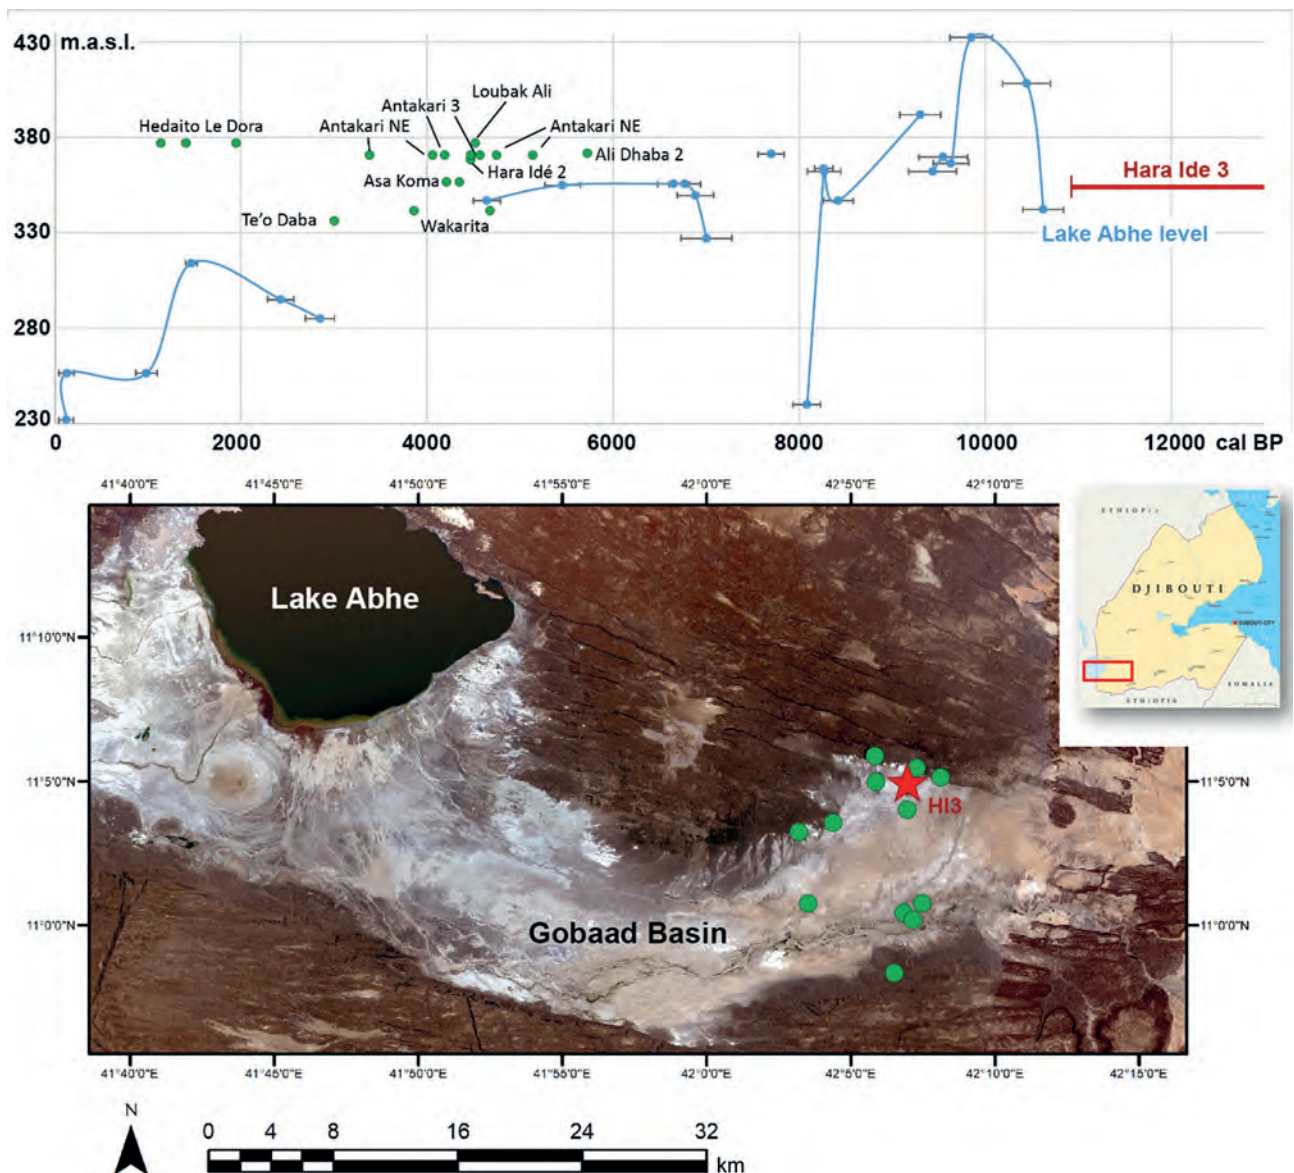 430 m.a.s.l.
Loubak Ali
Antakari 3
Hedaito Le Dora
Antakari NE
Antakari NE
380
Ali Dhaba 2
Hara Idé 2
Hara Ide 3
Asa Koma
Te'o Daba
Wakarita
330
Lake Abhe level
280
230
0 2000 4000 6000 8000 10000 12000 cal BP
41°40'0"E 41°45'0"E 41°50'0"E 41°55'0"E 42°0'0"E 42°5'0"E 42°10'0"E
ETHIOPIA
DJIBOUTI
DJIBOUTI CITY
SOMALIA
ETHIOPIA
Lake Abhe
11°10'0"N
11°5'0"N 11°5'0"N
HI3
11°0'0"N 11°0'0"N
Gobaad Basin
41°40'0"E 41°45'0"E 41°50'0"E 41°55'0"E 42°0'0"E 42°5'0"E 42°10'0"E 42°15'0"E
N
0 4 8 16 24 32
km